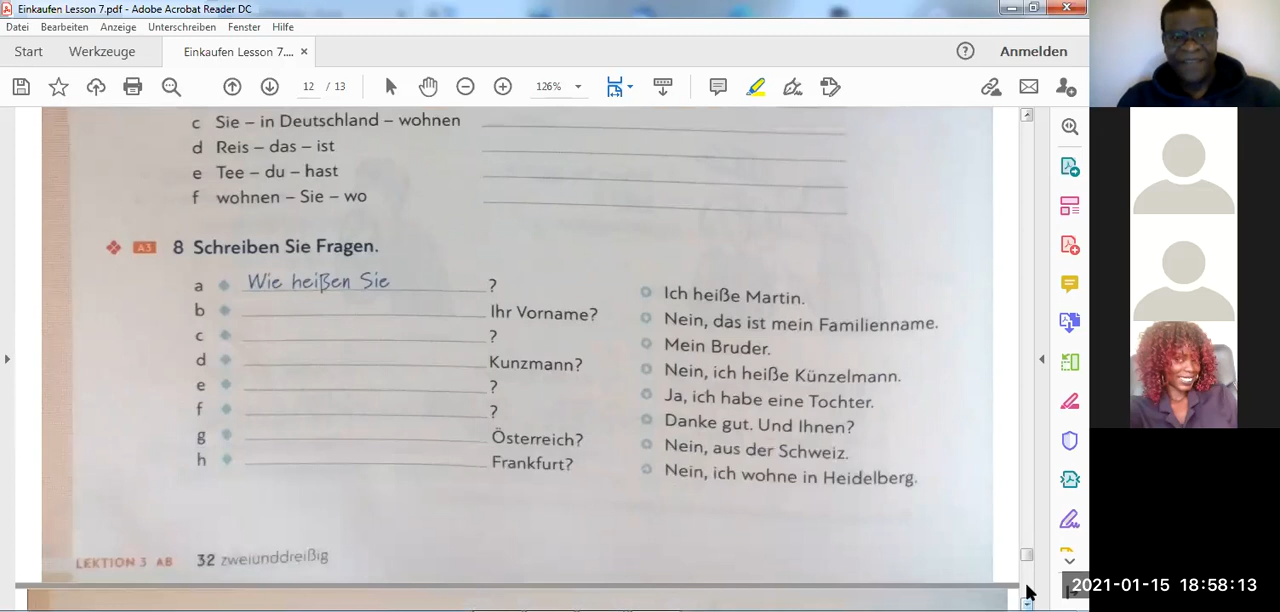 Einkaufen Lesson 7.pdf - Adobe Acrobat Reader DC
Datei Bearbeiten Anzeige Unterschreiben Fenster Hilfe
Start Werkzeuge Einkaufen Lesson 7.... × Anmelden
12 / 13 126%
c Sie – in Deutschland – wohnen
d Reis – das – ist
e Tee – du – hast
f wohnen – Sie – wo
A3 8 Schreiben Sie Fragen.
a Wie heißen Sie ? Ich heiße Martin.
b Ihr Vorname? Nein, das ist mein Familienname.
c ? Mein Bruder.
d Kunzmann? Nein, ich heiße Künzelmann.
e ? Ja, ich habe eine Tochter.
f ? Danke gut. Und Ihnen?
g Österreich? Nein, aus der Schweiz.
h Frankfurt? Nein, ich wohne in Heidelberg.
LEKTION 3 AB 32 zweiunddreißig
2021-01-15 18:58:13